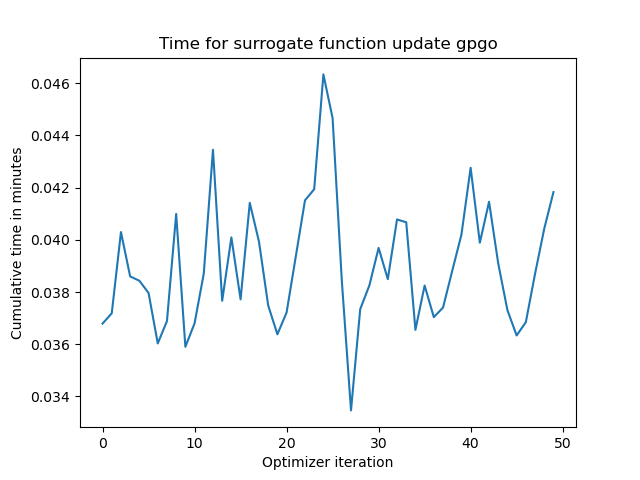 Time for surrogate function update gpgo
Cumulative time in minutes
0.046
0.044
0.042
0.040
0.038
0.036
0.034
0 10 20 30 40 50
Optimizer iteration